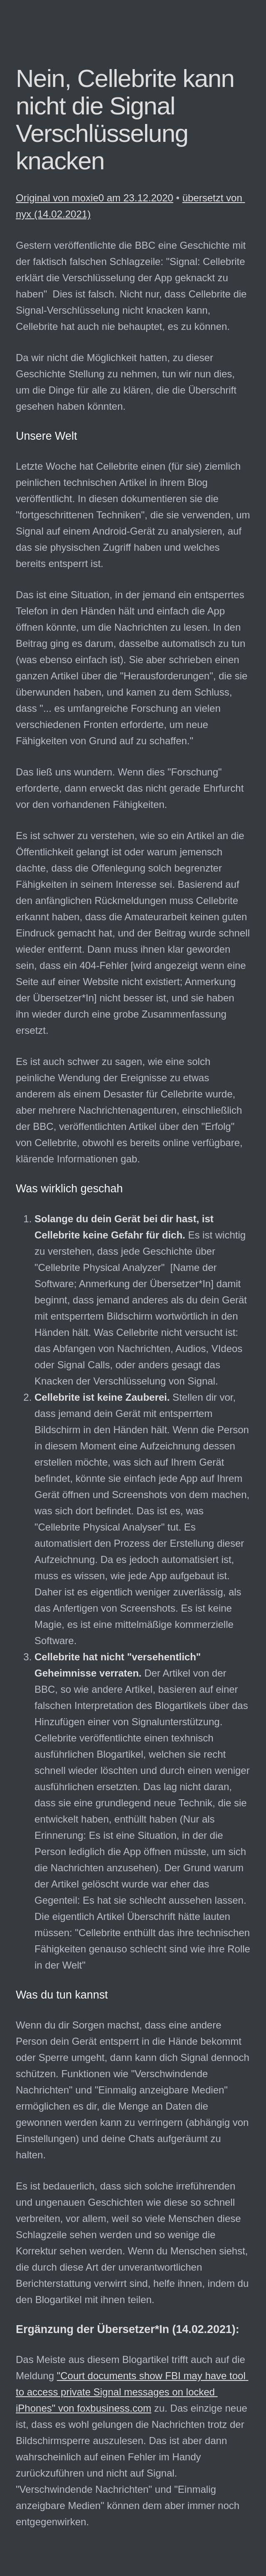 Nein, Cellebrite kann
nicht die Signal
Verschlüsselung
knacken
Original von moxie0 am 23.12.2020 • übersetzt von
nyx (14.02.2021)
Gestern veröffentlichte die BBC eine Geschichte mit
der faktisch falschen Schlagzeile: "Signal: Cellebrite
erklärt die Verschlüsselung der App geknackt zu
haben"  Dies ist falsch. Nicht nur, dass Cellebrite die
Signal-Verschlüsselung nicht knacken kann,
Cellebrite hat auch nie behauptet, es zu können.
Da wir nicht die Möglichkeit hatten, zu dieser
Geschichte Stellung zu nehmen, tun wir nun dies,
um die Dinge für alle zu klären, die die Überschrift
gesehen haben könnten.
Unsere Welt
Letzte Woche hat Cellebrite einen (für sie) ziemlich
peinlichen technischen Artikel in ihrem Blog
veröffentlicht. In diesen dokumentieren sie die
"fortgeschrittenen Techniken", die sie verwenden, um
Signal auf einem Android-Gerät zu analysieren, auf
das sie physischen Zugriff haben und welches
bereits entsperrt ist.
Das ist eine Situation, in der jemand ein entsperrtes
Telefon in den Händen hält und einfach die App
öffnen könnte, um die Nachrichten zu lesen. In den
Beitrag ging es darum, dasselbe automatisch zu tun
(was ebenso einfach ist). Sie aber schrieben einen
ganzen Artikel über die "Herausforderungen", die sie
überwunden haben, und kamen zu dem Schluss,
dass "... es umfangreiche Forschung an vielen
verschiedenen Fronten erforderte, um neue
Fähigkeiten von Grund auf zu schaffen."
Das ließ uns wundern. Wenn dies "Forschung"
erforderte, dann erweckt das nicht gerade Ehrfurcht
vor den vorhandenen Fähigkeiten.
Es ist schwer zu verstehen, wie so ein Artikel an die
Öffentlichkeit gelangt ist oder warum jemensch
dachte, dass die Offenlegung solch begrenzter
Fähigkeiten in seinem Interesse sei. Basierend auf
den anfänglichen Rückmeldungen muss Cellebrite
erkannt haben, dass die Amateurarbeit keinen guten
Eindruck gemacht hat, und der Beitrag wurde schnell
wieder entfernt. Dann muss ihnen klar geworden
sein, dass ein 404-Fehler [wird angezeigt wenn eine
Seite auf einer Website nicht existiert; Anmerkung
der Übersetzer*In] nicht besser ist, und sie haben
ihn wieder durch eine grobe Zusammenfassung
ersetzt.
Es ist auch schwer zu sagen, wie eine solch
peinliche Wendung der Ereignisse zu etwas
anderem als einem Desaster für Cellebrite wurde,
aber mehrere Nachrichtenagenturen, einschließlich
der BBC, veröffentlichten Artikel über den "Erfolg"
von Cellebrite, obwohl es bereits online verfügbare,
klärende Informationen gab.
Was wirklich geschah
1. Solange du dein Gerät bei dir hast, ist
Cellebrite keine Gefahr für dich. Es ist wichtig
zu verstehen, dass jede Geschichte über
"Cellebrite Physical Analyzer"  [Name der
Software; Anmerkung der Übersetzer*In] damit
beginnt, dass jemand anderes als du dein Gerät
mit entsperrtem Bildschirm wortwörtlich in den
Händen hält. Was Cellebrite nicht versucht ist:
das Abfangen von Nachrichten, Audios, VIdeos
oder Signal Calls, oder anders gesagt das
Knacken der Verschlüsselung von Signal.
2. Cellebrite ist keine Zauberei. Stellen dir vor,
dass jemand dein Gerät mit entsperrtem
Bildschirm in den Händen hält. Wenn die Person
in diesem Moment eine Aufzeichnung dessen
erstellen möchte, was sich auf Ihrem Gerät
befindet, könnte sie einfach jede App auf Ihrem
Gerät öffnen und Screenshots von dem machen,
was sich dort befindet. Das ist es, was
"Cellebrite Physical Analyser" tut. Es
automatisiert den Prozess der Erstellung dieser
Aufzeichnung. Da es jedoch automatisiert ist,
muss es wissen, wie jede App aufgebaut ist.
Daher ist es eigentlich weniger zuverlässig, als
das Anfertigen von Screenshots. Es ist keine
Magie, es ist eine mittelmäßige kommerzielle
Software.
3. Cellebrite hat nicht "versehentlich"
Geheimnisse verraten. Der Artikel von der
BBC, so wie andere Artikel, basieren auf einer
falschen Interpretation des Blogartikels über das
Hinzufügen einer von Signalunterstützung.
Cellebrite veröffentlichte einen texhnisch
ausführlichen Blogartikel, welchen sie recht
schnell wieder löschten und durch einen weniger
ausführlichen ersetzten. Das lag nicht daran,
dass sie eine grundlegend neue Technik, die sie
entwickelt haben, enthüllt haben (Nur als
Erinnerung: Es ist eine Situation, in der die
Person lediglich die App öffnen müsste, um sich
die Nachrichten anzusehen). Der Grund warum
der Artikel gelöscht wurde war eher das
Gegenteil: Es hat sie schlecht aussehen lassen.
Die eigentlich Artikel Überschrift hätte lauten
müssen: "Cellebrite enthüllt das ihre technischen
Fähigkeiten genauso schlecht sind wie ihre Rolle
in der Welt"
Was du tun kannst
Wenn du dir Sorgen machst, dass eine andere
Person dein Gerät entsperrt in die Hände bekommt
oder Sperre umgeht, dann kann dich Signal dennoch
schützen. Funktionen wie "Verschwindende
Nachrichten" und "Einmalig anzeigbare Medien"
ermöglichen es dir, die Menge an Daten die
gewonnen werden kann zu verringern (abhängig von
Einstellungen) und deine Chats aufgeräumt zu
halten.
Es ist bedauerlich, dass sich solche irreführenden
und ungenauen Geschichten wie diese so schnell
verbreiten, vor allem, weil so viele Menschen diese
Schlagzeile sehen werden und so wenige die
Korrektur sehen werden. Wenn du Menschen siehst,
die durch diese Art der unverantwortlichen
Berichterstattung verwirrt sind, helfe ihnen, indem du
den Blogartikel mit ihnen teilen.
Ergänzung der Übersetzer*In (14.02.2021):
Das Meiste aus diesem Blogartikel trifft auch auf die
Meldung "Court documents show FBI may have tool
to access private Signal messages on locked
iPhones" von foxbusiness.com zu. Das einzige neue
ist, dass es wohl gelungen die Nachrichten trotz der
Bildschirmsperre auszulesen. Das ist aber dann
wahrscheinlich auf einen Fehler im Handy
zurückzuführen und nicht auf Signal.
"Verschwindende Nachrichten" und "Einmalig
anzeigbare Medien" können dem aber immer noch
entgegenwirken.